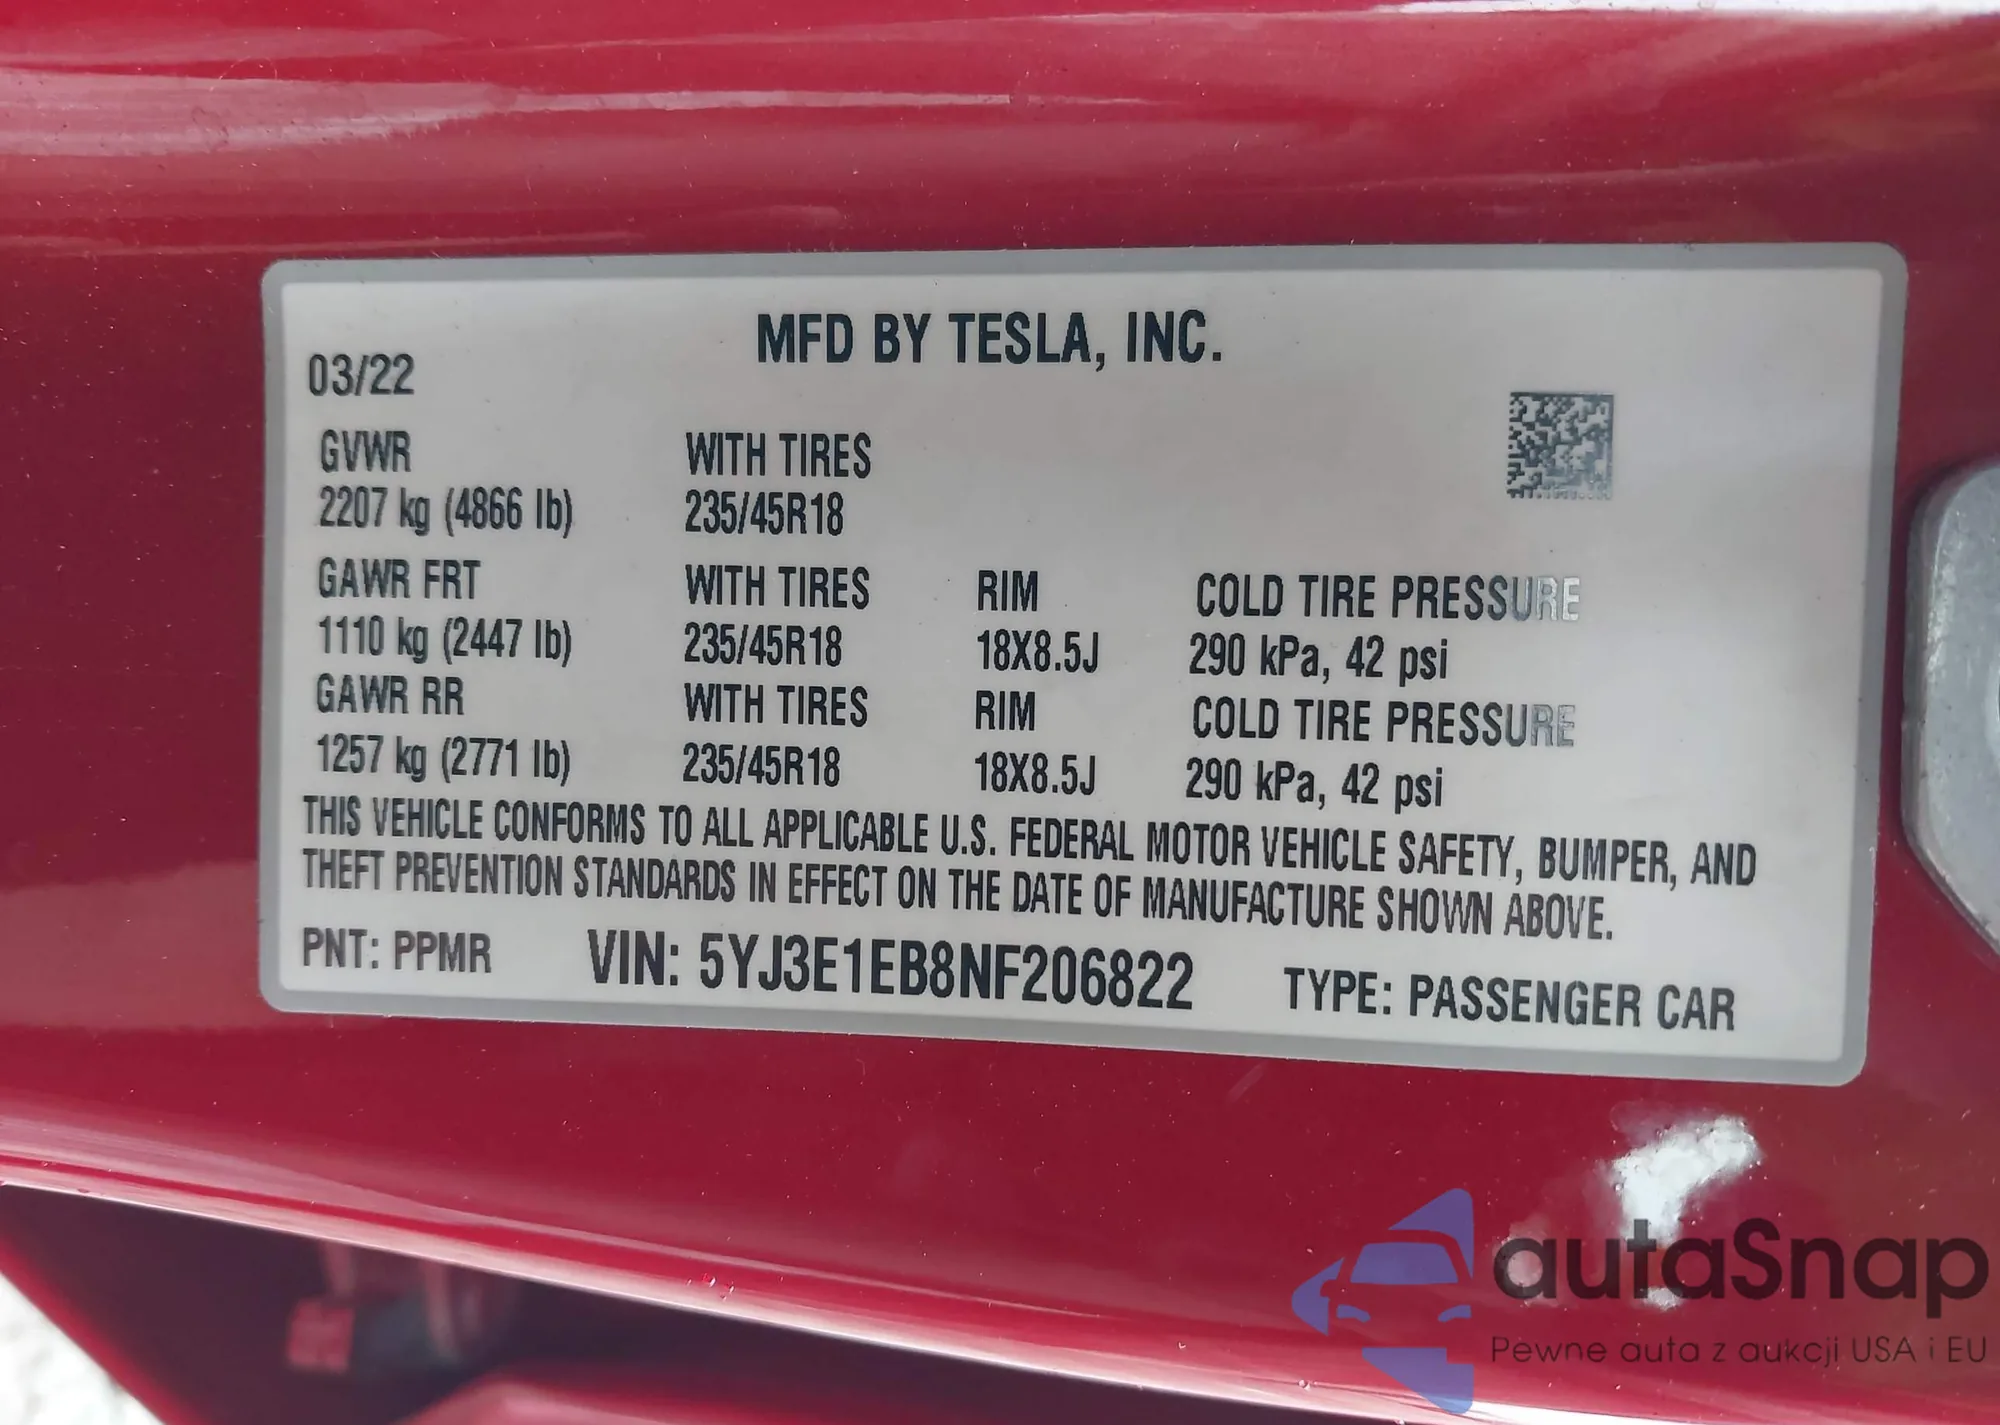 MFD BY TESLA, INC.
03/22
GVWR WITH TIRES
2207 kg (4866 lb) 235/45R18
GAWR FRT WITH TIRES RIM COLD TIRE PRESSURE
1110 kg (2447 lb) 235/45R18 18X8.5J 290 kPa, 42 psi
GAWR RR WITH TIRES RIM COLD TIRE PRESSURE
1257 kg (2771 lb) 235/45R18 18X8.5J 290 kPa, 42 psi
THIS VEHICLE CONFORMS TO ALL APPLICABLE U.S. FEDERAL MOTOR VEHICLE SAFETY, BUMPER, AND
THEFT PREVENTION STANDARDS IN EFFECT ON THE DATE OF MANUFACTURE SHOWN ABOVE.
PNT: PPMR VIN: 5YJ3E1EB8NF206822 TYPE: PASSENGER CAR
autaSnap
Pewne auta z aukcji USA i EU